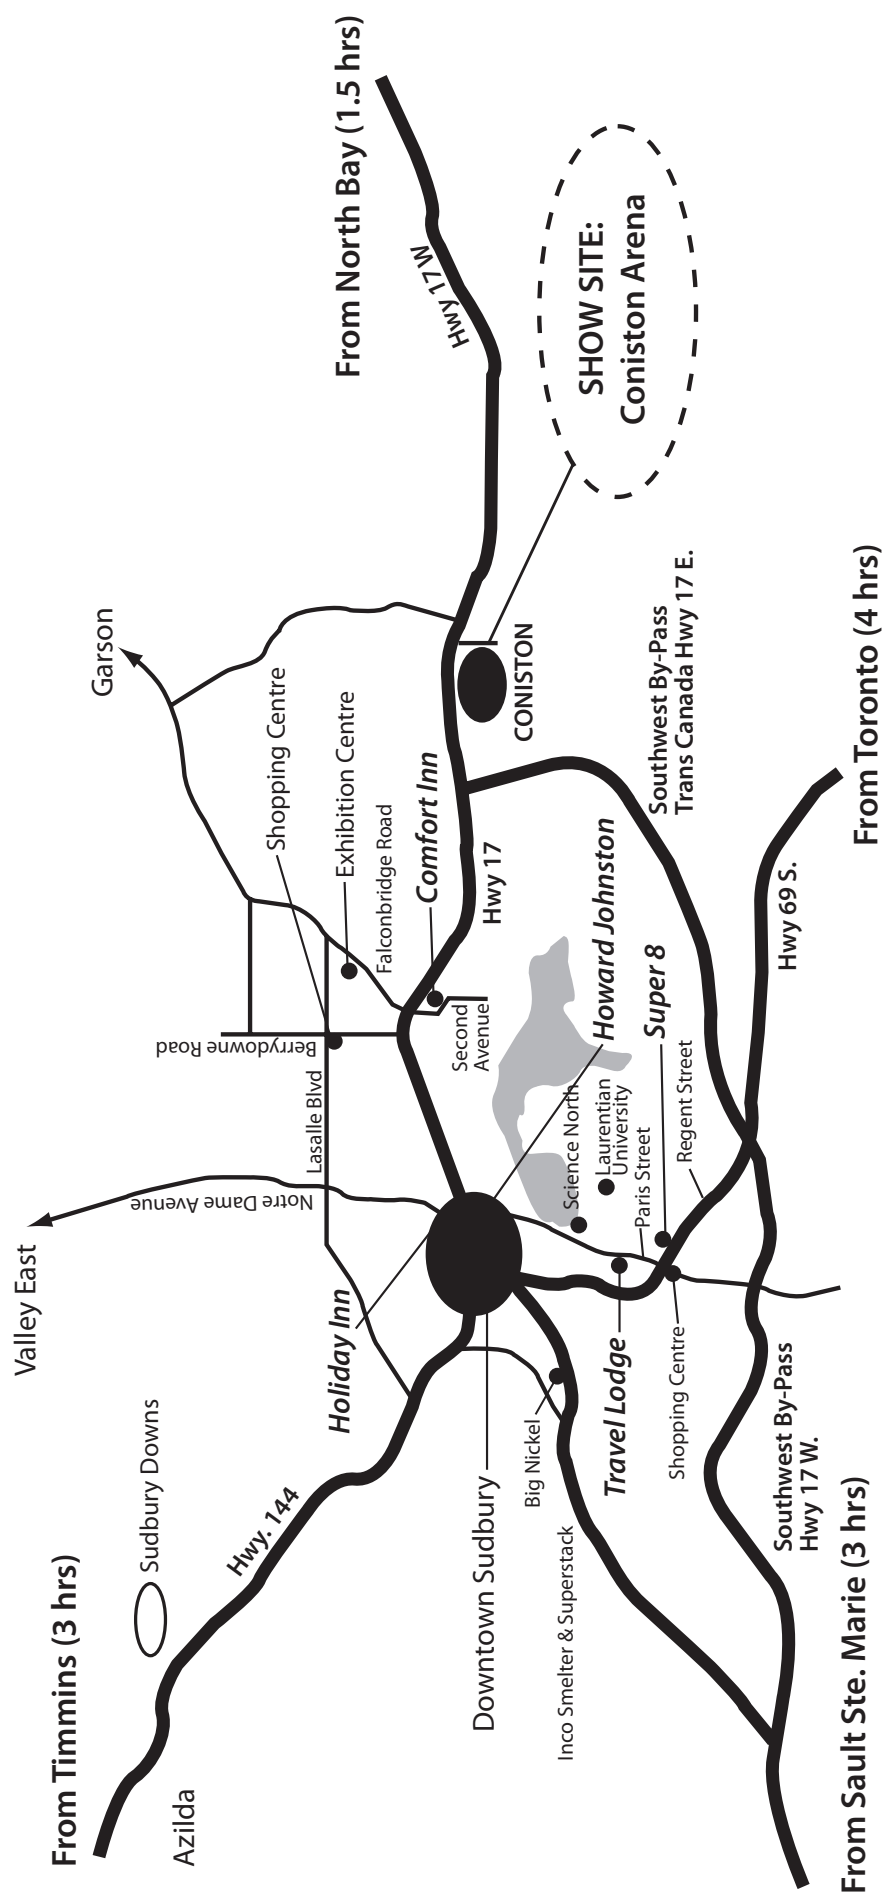 From Timmins (3 hrs)
Azilda
Sudbury Downs
Hwy. 144
Valley East
Notre Dame Avenue
Lasalle Blvd
Berrydowne Road
Garson
Shopping Centre
Exhibition Centre
Falconbridge Road
Comfort Inn
Second
Avenue
Hwy 17
From North Bay (1.5 hrs)
Hwy 17 W
SHOW SITE:
Coniston Arena
CONISTON
Holiday Inn
Downtown Sudbury
Big Nickel
Inco Smelter & Superstack
Travel Lodge
Shopping Centre
Science North
Laurentian
University
Paris Street
Regent Street
Howard Johnston
Super 8
Southwest By-Pass
Trans Canada Hwy 17 E.
Hwy 69 S.
From Toronto (4 hrs)
Southwest By-Pass
Hwy 17 W.
From Sault Ste. Marie (3 hrs)